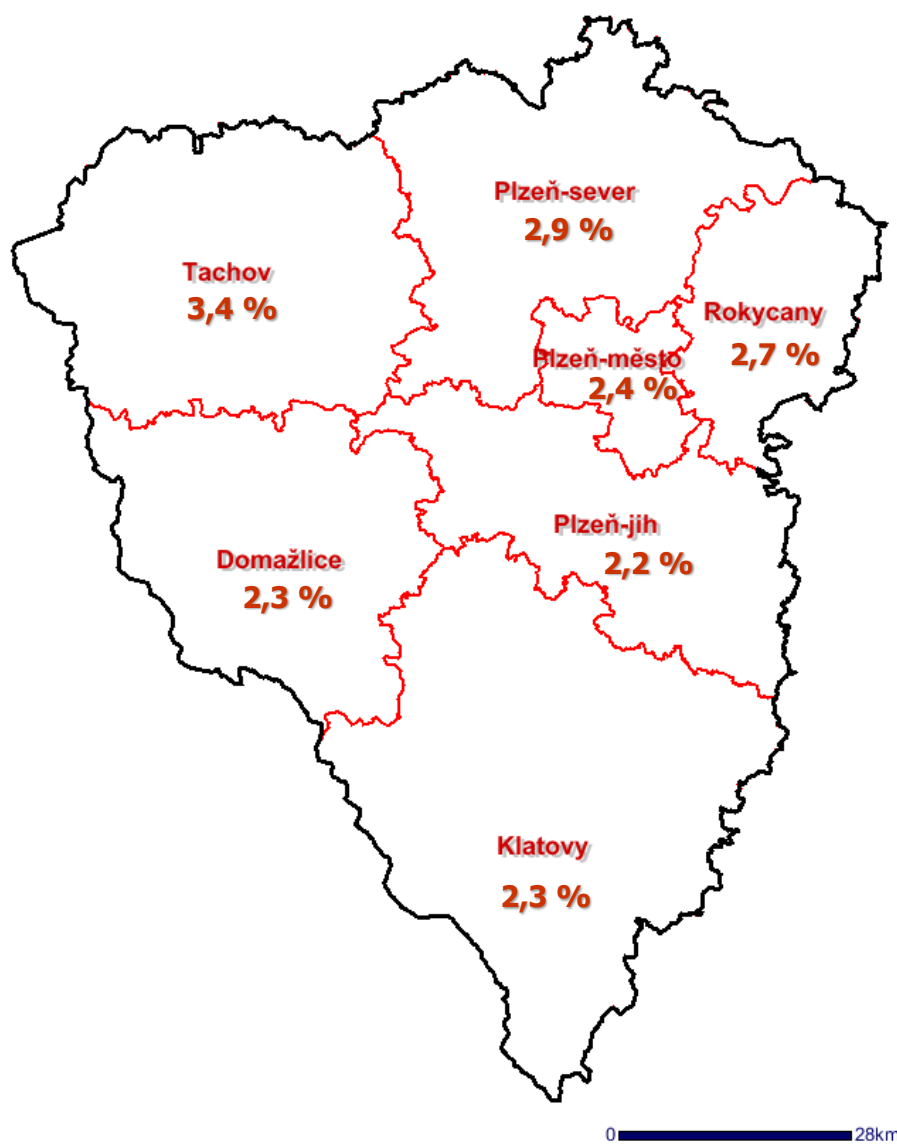 Plzeň-sever
2,9 %
Tachov
3,4 %
Rokycany
2,7 %
Plzeň-město
2,4 %
Plzeň-jih
2,2 %
Domažlice
2,3 %
Klatovy
2,3 %
0 28km